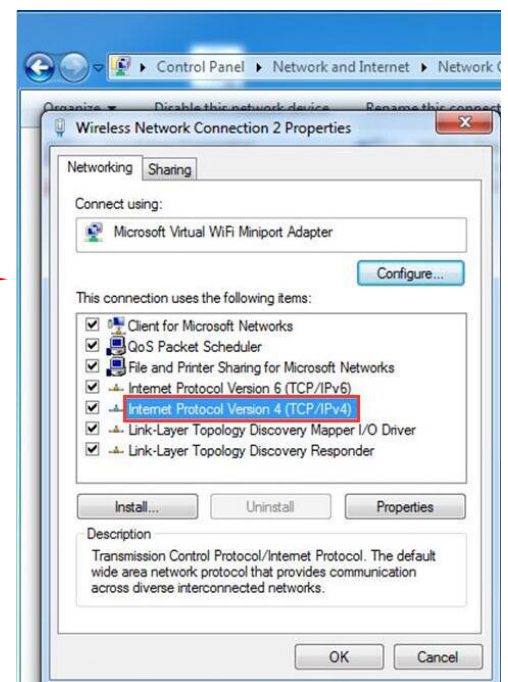 Control Panel ▸ Network and Internet ▸ Network
Organize Disable this network device Rename this connect
Wireless Network Connection 2 Properties
Networking Sharing
Connect using:
Microsoft Virtual WiFi Miniport Adapter
Configure...
This connection uses the following items:
Client for Microsoft Networks
QoS Packet Scheduler
File and Printer Sharing for Microsoft Networks
Internet Protocol Version 6 (TCP/IPv6)
Internet Protocol Version 4 (TCP/IPv4)
Link-Layer Topology Discovery Mapper I/O Driver
Link-Layer Topology Discovery Responder
Install... Uninstall Properties
Description
Transmission Control Protocol/Internet Protocol. The default
wide area network protocol that provides communication
across diverse interconnected networks.
OK Cancel